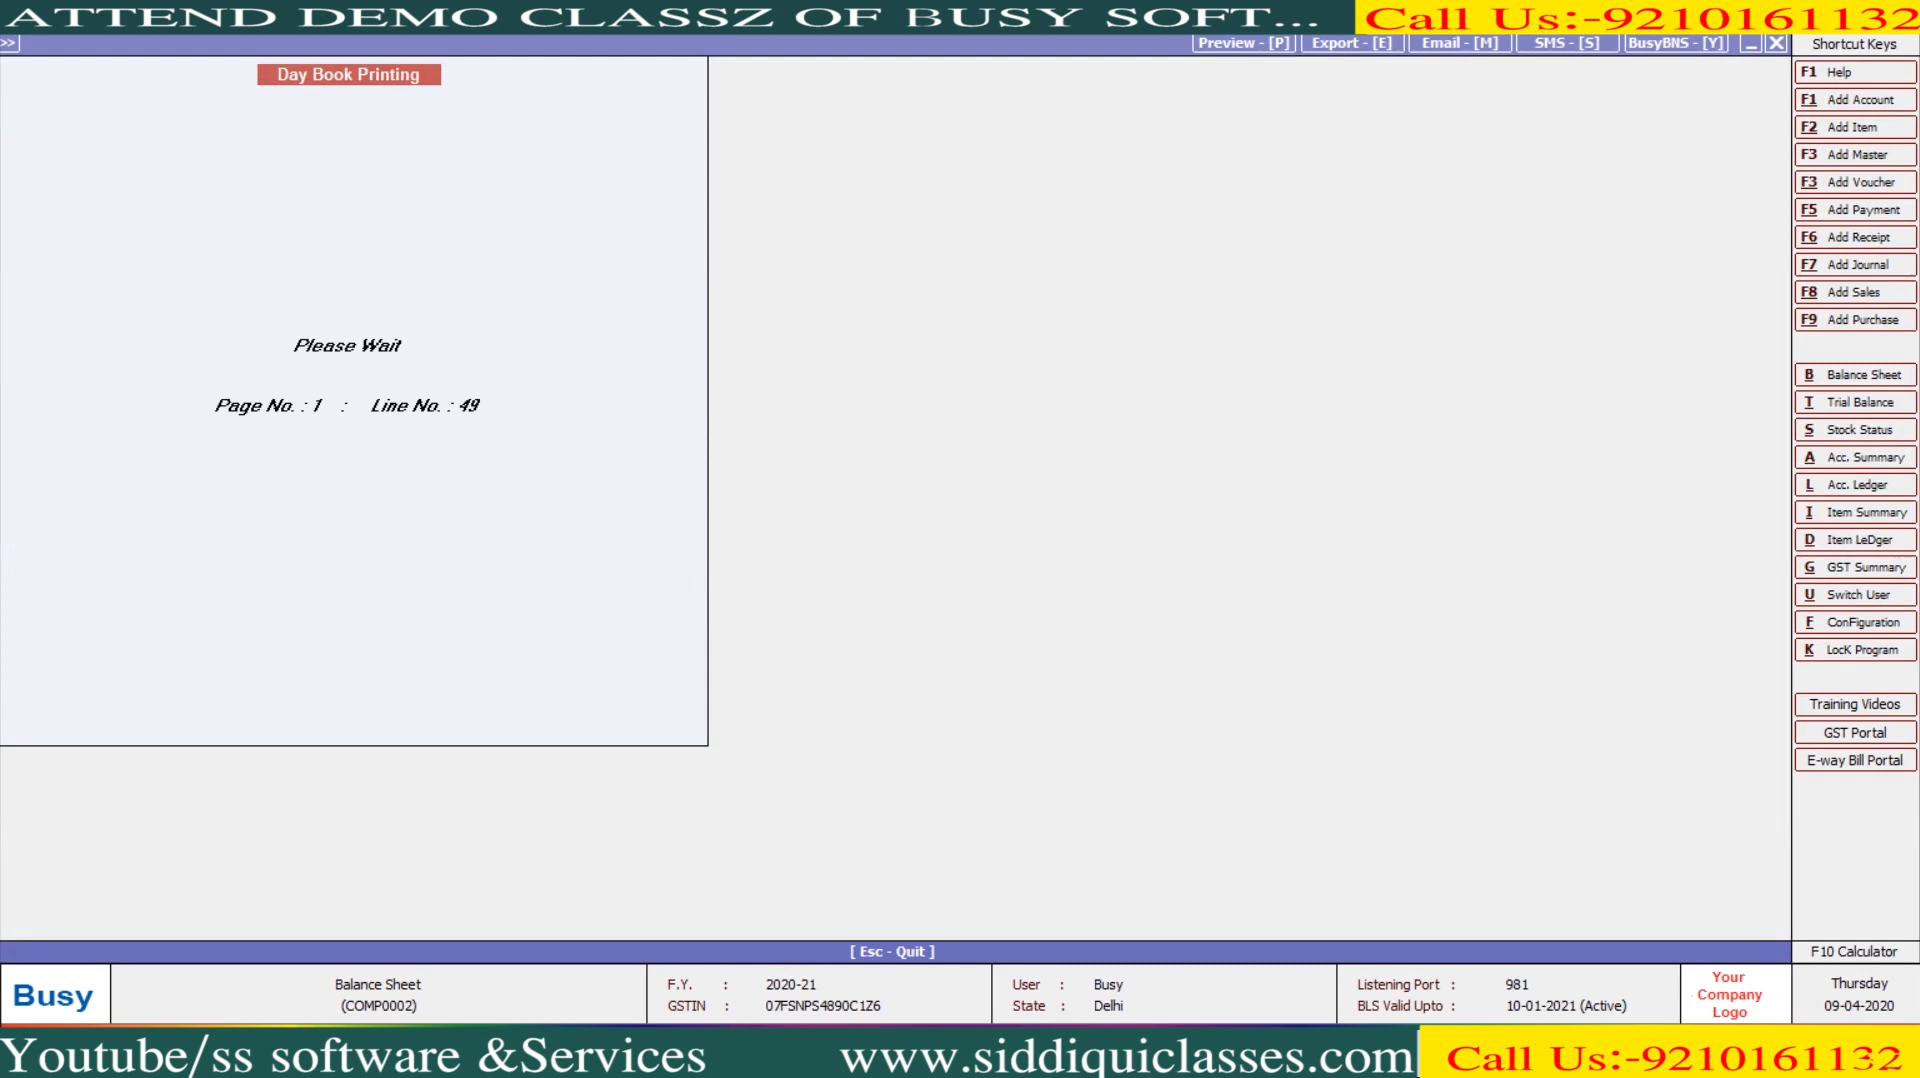 ATTEND DEMO CLASSZ OF BUSY SOFT... Call Us:-9210161132
>> Preview - [P] Export - [E] Email - [M] SMS - [S] BusyBNS - [Y] _ X Shortcut Keys
Day Book Printing
F1 Help
F1 Add Account
F2 Add Item
F3 Add Master
F3 Add Voucher
F5 Add Payment
F6 Add Receipt
F7 Add Journal
F8 Add Sales
F9 Add Purchase
Please Wait
Page No. : 1 : Line No. : 49
B Balance Sheet
T Trial Balance
S Stock Status
A Acc. Summary
L Acc. Ledger
I Item Summary
D Item LeDger
G GST Summary
U Switch User
F ConFiguration
K LocK Program
Training Videos
GST Portal
E-way Bill Portal
[ Esc - Quit ] F10 Calculator
Busy
Balance Sheet
(COMP0002)
F.Y. : 2020-21
GSTIN : 07FSNPS4890C1Z6
User : Busy
State : Delhi
Listening Port : 981
BLS Valid Upto : 10-01-2021 (Active)
Your
Company
Logo
Thursday
09-04-2020
Youtube/ss software &Services www.siddiquiclasses.com Call Us:-9210161132